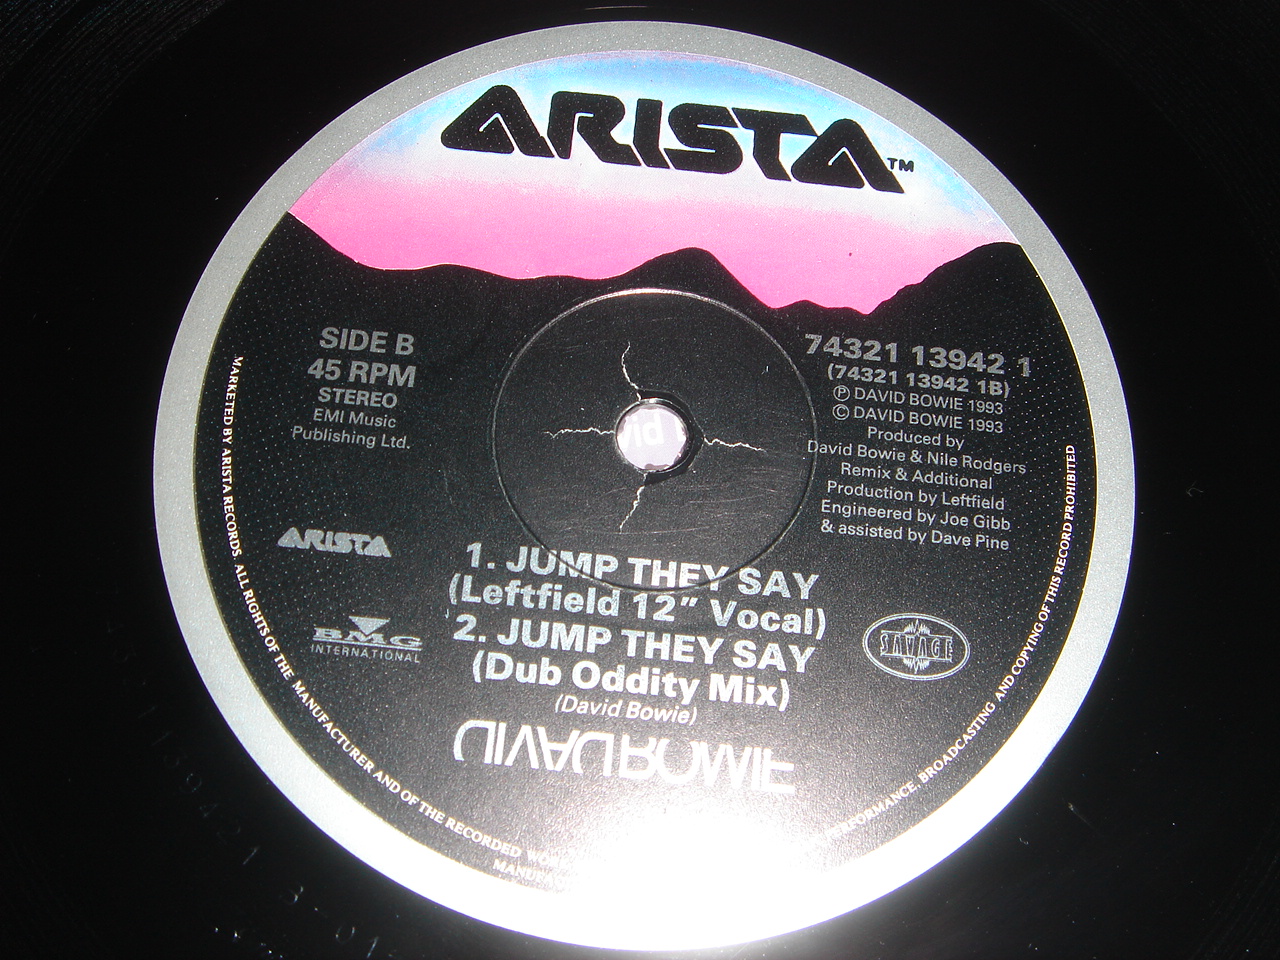 ARISTA™
SIDE B
45 RPM
STEREO
EMI Music
Publishing Ltd.
74321 13942 1
(74321 13942 1B)
Ⓟ DAVID BOWIE 1993
© DAVID BOWIE 1993
Produced by
David Bowie & Nile Rodgers
Remix & Additional
Production by Leftfield
Engineered by Joe Gibb
& assisted by Dave Pine
vid
ARISTA
BMG
INTERNATIONAL
SAVAGE
1. JUMP THEY SAY
(Leftfield 12" Vocal)
2. JUMP THEY SAY
(Dub Oddity Mix)
(David Bowie)
DAVID BOWIE
MARKETED BY ARISTA RECORDS. ALL RIGHTS OF THE MANUFACTURER AND OF THE RECORDED
PERFORMANCE, BROADCASTING AND COPYING OF THIS RECORD PROHIBITED